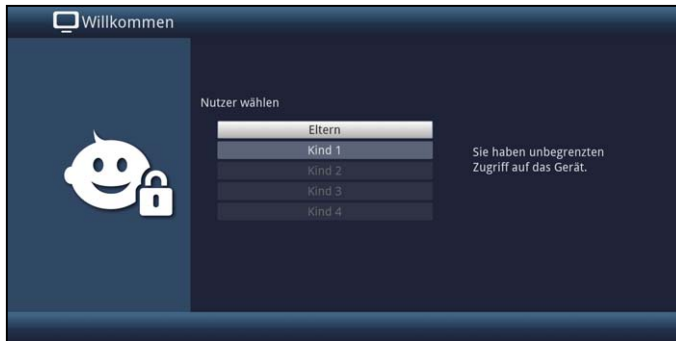 Willkommen
Nutzer wählen
Eltern
Kind 1
Kind 2
Kind 3
Kind 4
Sie haben unbegrenzten
Zugriff auf das Gerät.